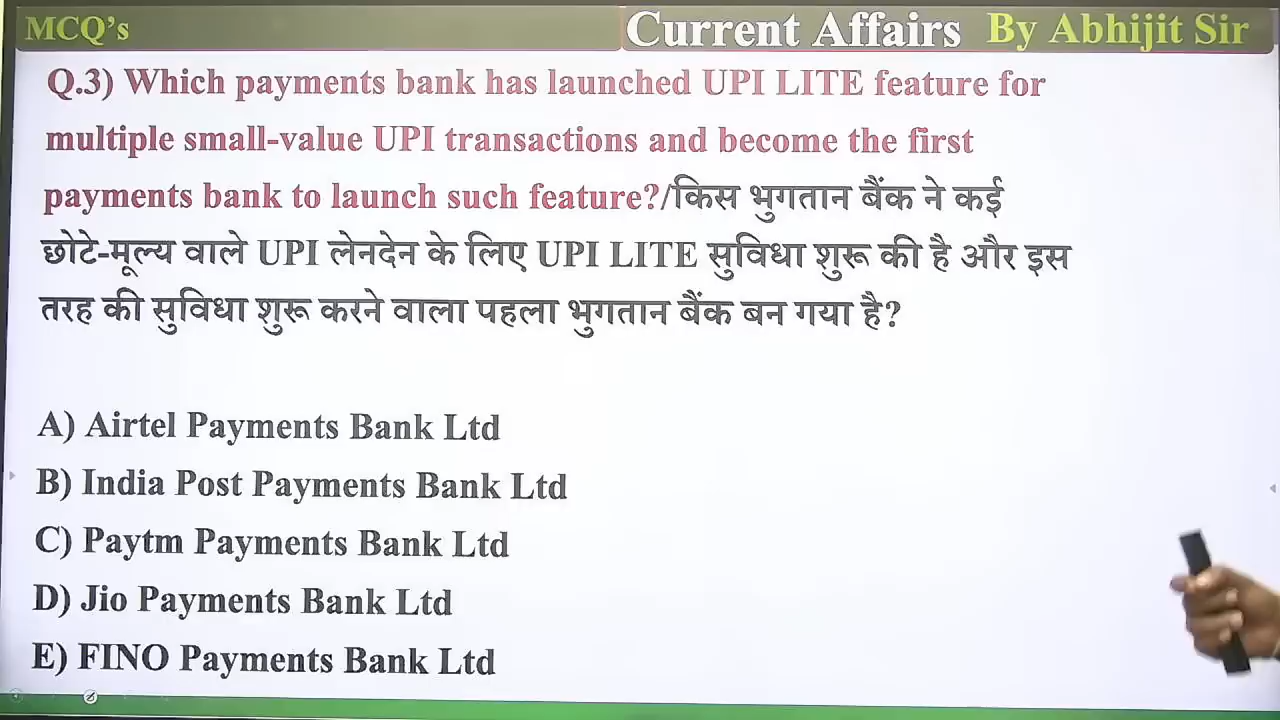 MCQ's
Current Affairs By Abhijit Sir
Q.3) Which payments bank has launched UPI LITE feature for
multiple small-value UPI transactions and become the first
payments bank to launch such feature?/किस भुगतान बैंक ने कई
छोटे-मूल्य वाले UPI लेनदेन के लिए UPI LITE सुविधा शुरू की है और इस
तरह की सुविधा शुरू करने वाला पहला भुगतान बैंक बन गया है?
A) Airtel Payments Bank Ltd
B) India Post Payments Bank Ltd
C) Paytm Payments Bank Ltd
D) Jio Payments Bank Ltd
E) FINO Payments Bank Ltd